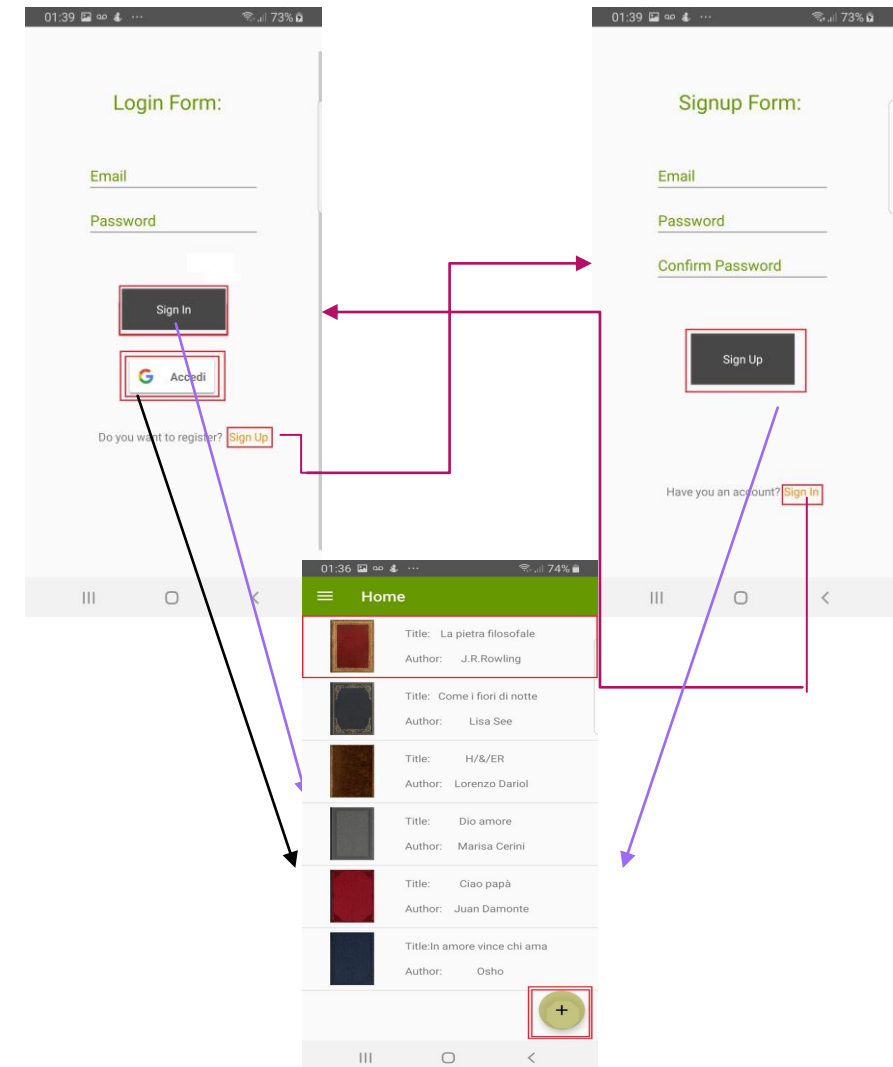 01:39 ... 73%
Login Form:
Email
Password
Sign In
G Accedi
Do you want to register? Sign Up
01:39 ... 73%
Signup Form:
Email
Password
Confirm Password
Sign Up
Have you an account? Sign In
01:36 ... 74%
Home
Title: La pietra filosofale
Author: J.R.Rowling
Title: Come i fiori di notte
Author: Lisa See
Title: H/&/ER
Author: Lorenzo Dariol
Title: Dio amore
Author: Marisa Cerini
Title: Ciao papà
Author: Juan Damonte
Title:In amore vince chi ama
Author: Osho
+